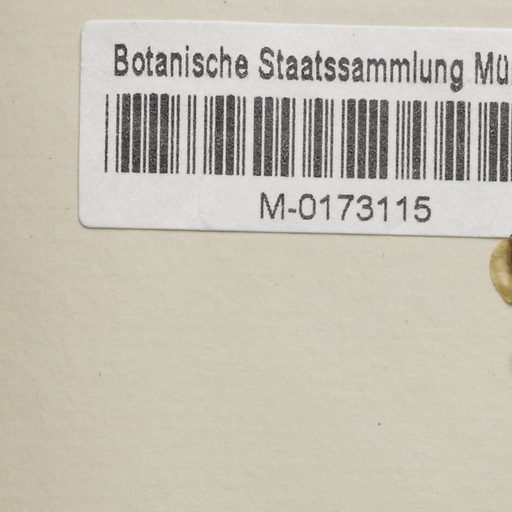 Botanische Staatssammlung Mü
M-0173115